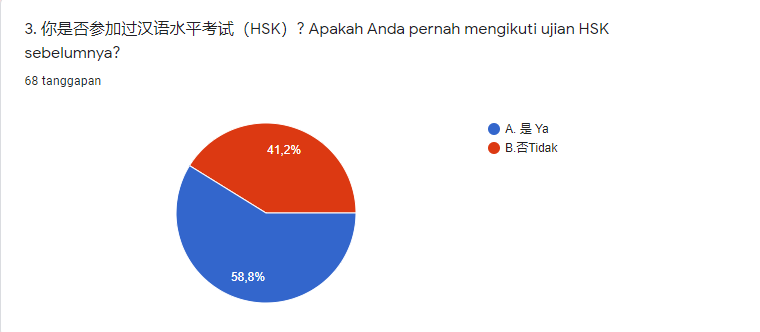 3. 你是否参加过汉语水平考试（HSK）? Apakah Anda pernah mengikuti ujian HSK
sebelumnya?
68 tanggapan
41,2%
58,8%
A. 是 Ya
B.否Tidak